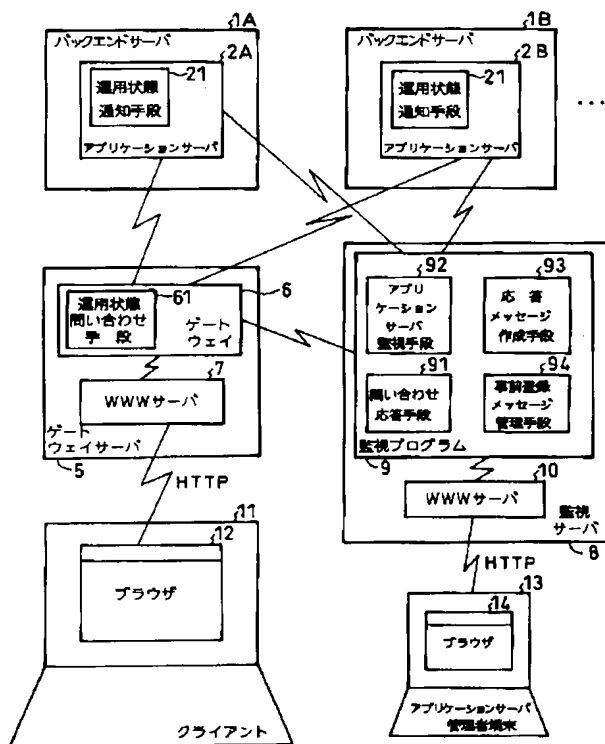 1A
バックエンドサーバ
2A
21
運用状態
通知手段
アプリケーションサーバ
1B
バックエンドサーバ
2B
21
運用状態
通知手段
アプリケーションサーバ
...
6
61
運用状態
問い合わせ
手段
ゲート
ウェイ
7
WWWサーバ
ゲート
ウェイサーバ
5
HTTP
92
アプリ
ケーション
サーバ
監視手段
93
応答
メッセージ
作成手段
91
問い合わせ
応答手段
94
事前登録
メッセージ
管理手段
監視プログラム
9
10
WWWサーバ
監視
サーバ
8
HTTP
11
12
ブラウザ
クライアント
13
14
ブラウザ
アプリケーションサーバ
管理者端末